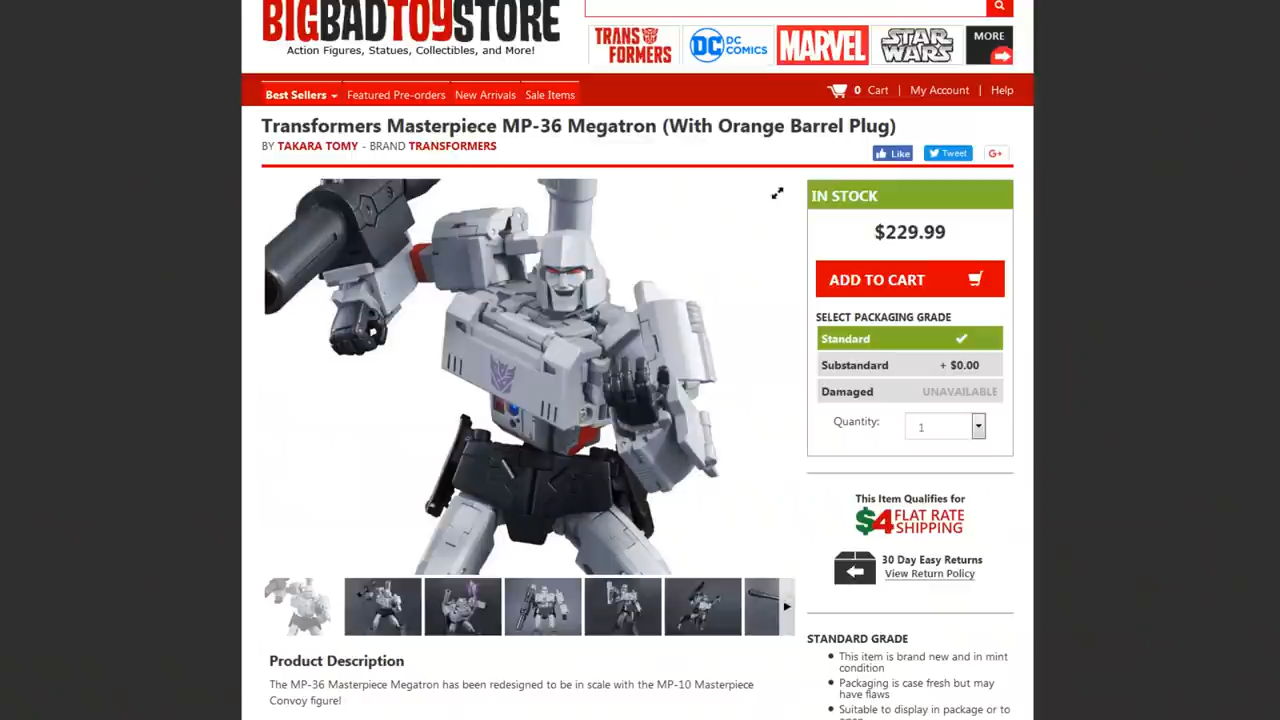 BIGBADTOYSTORE
Action Figures, Statues, Collectibles, and More!
TRANSFORMERS
DC DC COMICS
MARVEL
STAR WARS
MORE
Best Sellers
Featured Pre-orders
New Arrivals
Sale Items
0 Cart | My Account | Help
Transformers Masterpiece MP-36 Megatron (With Orange Barrel Plug)
BY TAKARA TOMY - BRAND TRANSFORMERS
Like
Tweet
G+
IN STOCK
$229.99
ADD TO CART
SELECT PACKAGING GRADE
Standard
Substandard + $0.00
Damaged UNAVAILABLE
Quantity: 1
This Item Qualifies for
$4 FLAT RATE SHIPPING
30 Day Easy Returns
View Return Policy
STANDARD GRADE
This item is brand new and in mint
condition
Packaging is case fresh but may
have flaws
Suitable to display in package or to
Product Description
The MP-36 Masterpiece Megatron has been redesigned to be in scale with the MP-10 Masterpiece
Convoy figure!